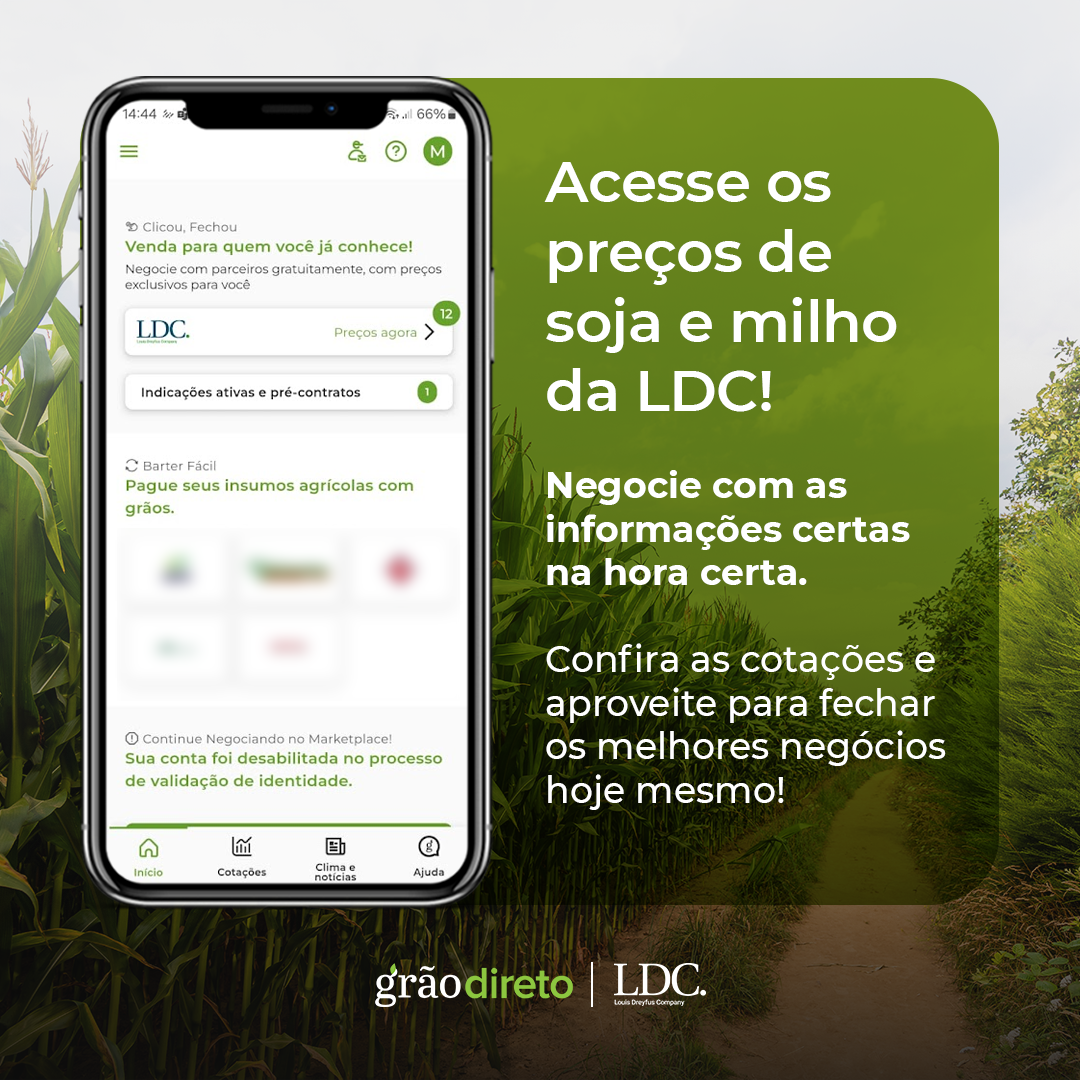 14:44
66%
M
Clicou, Fechou
Venda para quem você já conhece!
Negocie com parceiros gratuitamente, com preços
exclusivos para você
12
LDC.
Louis Dreyfus Company
Preços agora
Indicações ativas e pré-contratos
1
Barter Fácil
Pague seus insumos agrícolas com
grãos.
Continue Negociando no Marketplace!
Sua conta foi desabilitada no processo
de validação de identidade.
Início
Cotações
Clima e
notícias
Ajuda
Acesse os
preços de
soja e milho
da LDC!
Negocie com as
informações certas
na hora certa.
Confira as cotações e
aproveite para fechar
os melhores negócios
hoje mesmo!
grãodireto
LDC.
Louis Dreyfus Company